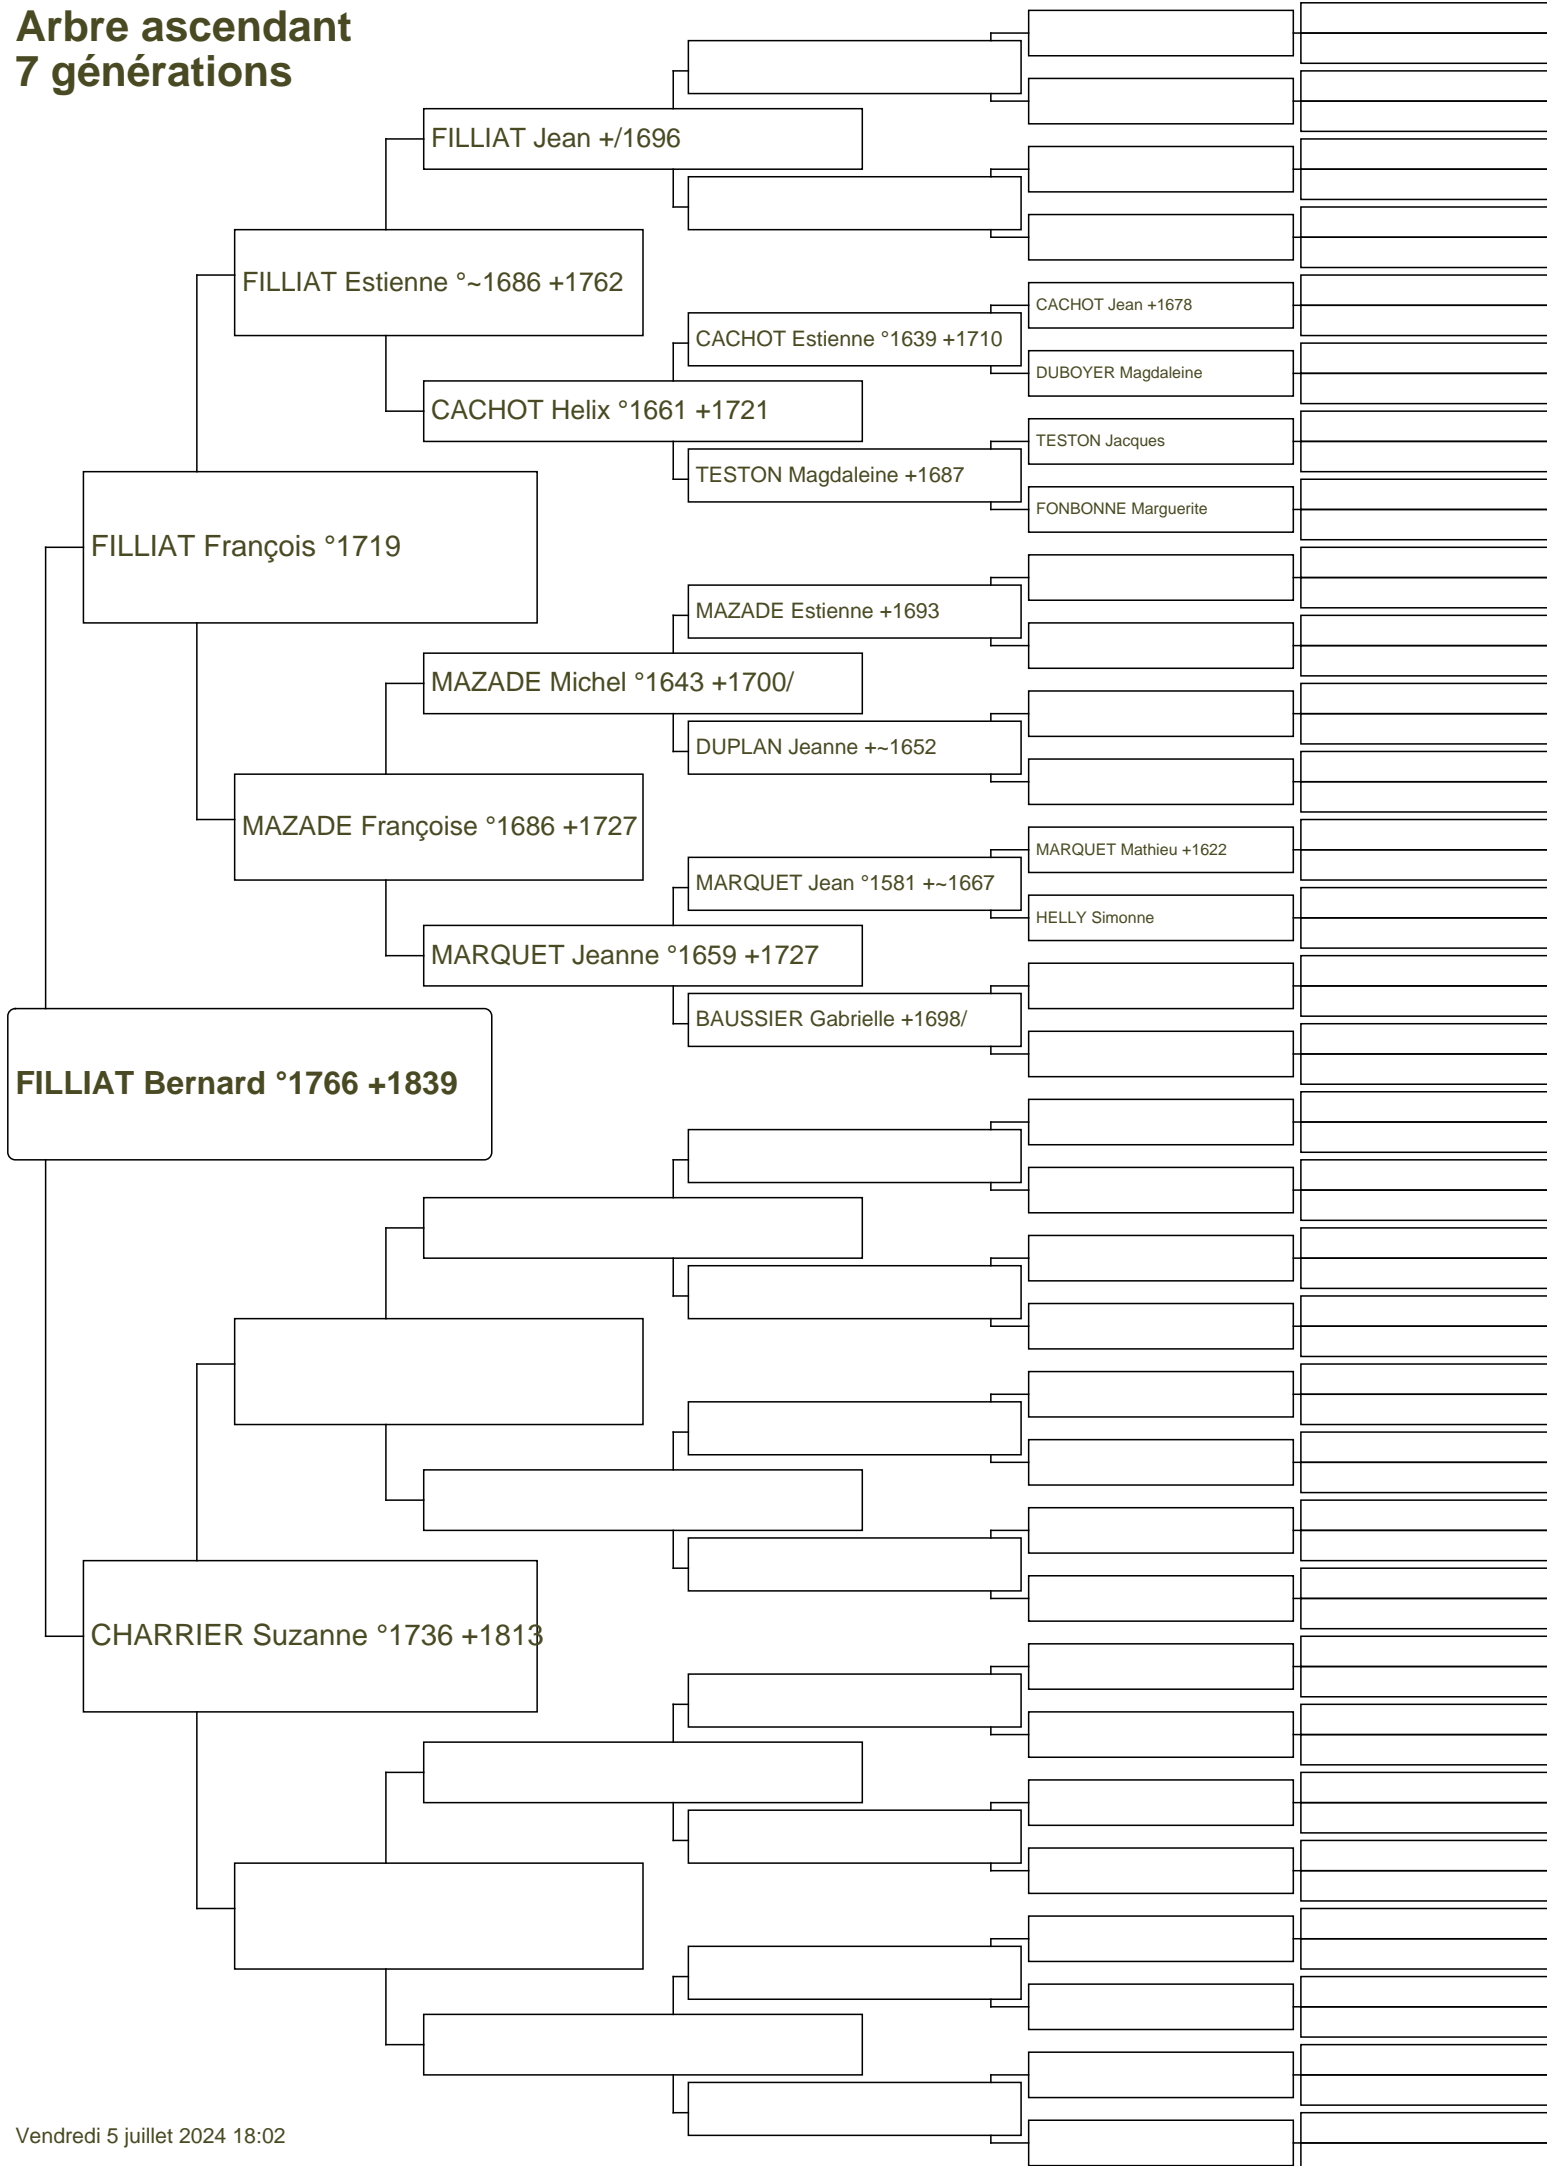 Arbre ascendant
7 générations
FILLIAT Jean +/1696
FILLIAT Estienne °~1686 +1762
CACHOT Jean +1678
CACHOT Estienne °1639 +1710
DUBOYER Magdaleine
CACHOT Helix °1661 +1721
TESTON Jacques
TESTON Magdaleine +1687
FONBONNE Marguerite
FILLIAT François °1719
MAZADE Estienne +1693
MAZADE Michel °1643 +1700/
DUPLAN Jeanne +~1652
MAZADE Françoise °1686 +1727
MARQUET Mathieu +1622
MARQUET Jean °1581 +~1667
HELLY Simonne
MARQUET Jeanne °1659 +1727
BAUSSIER Gabrielle +1698/
FILLIAT Bernard °1766 +1839
CHARRIER Suzanne °1736 +1813
Vendredi 5 juillet 2024 18:02